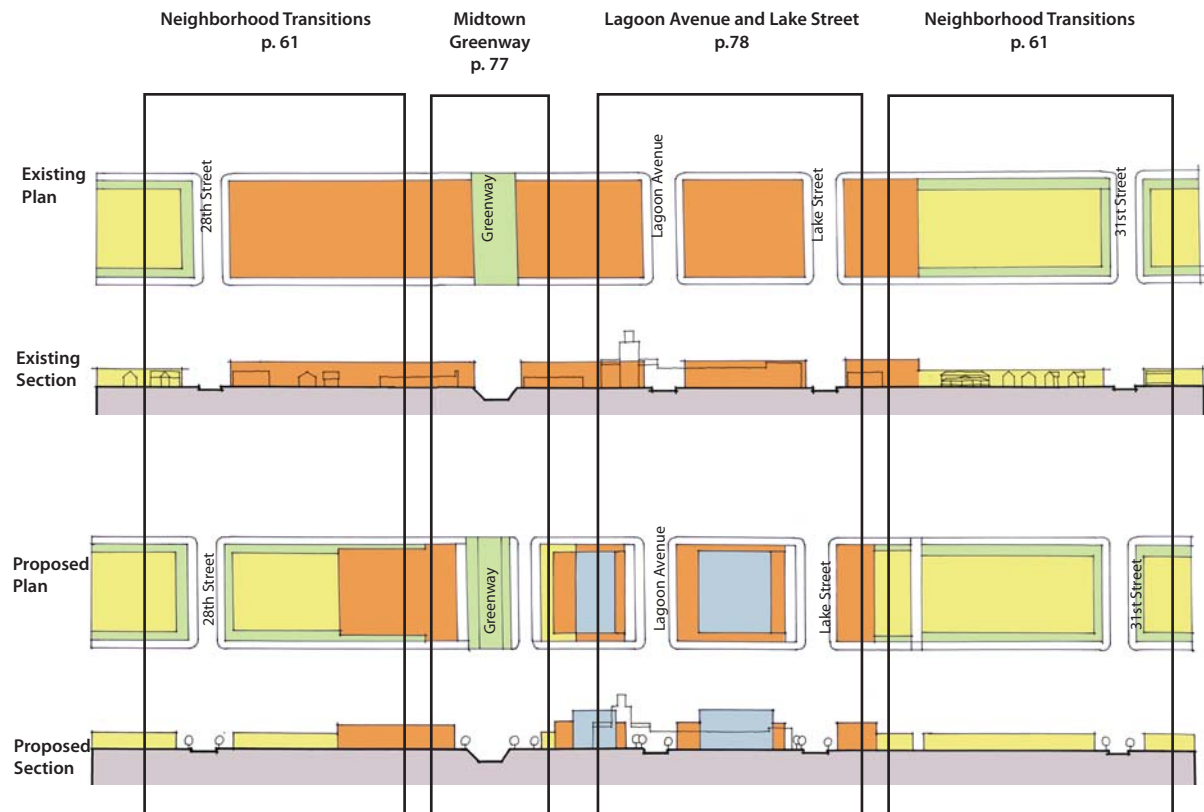 Neighborhood Transitions
p. 61
Midtown
Greenway
p. 77
Lagoon Avenue and Lake Street
p.78
Neighborhood Transitions
p. 61
Existing
Plan
28th Street
Greenway
Lagoon Avenue
Lake Street
31st Street
Existing
Section
Proposed
Plan
28th Street
Greenway
Lagoon Avenue
Lake Street
31st Street
Proposed
Section